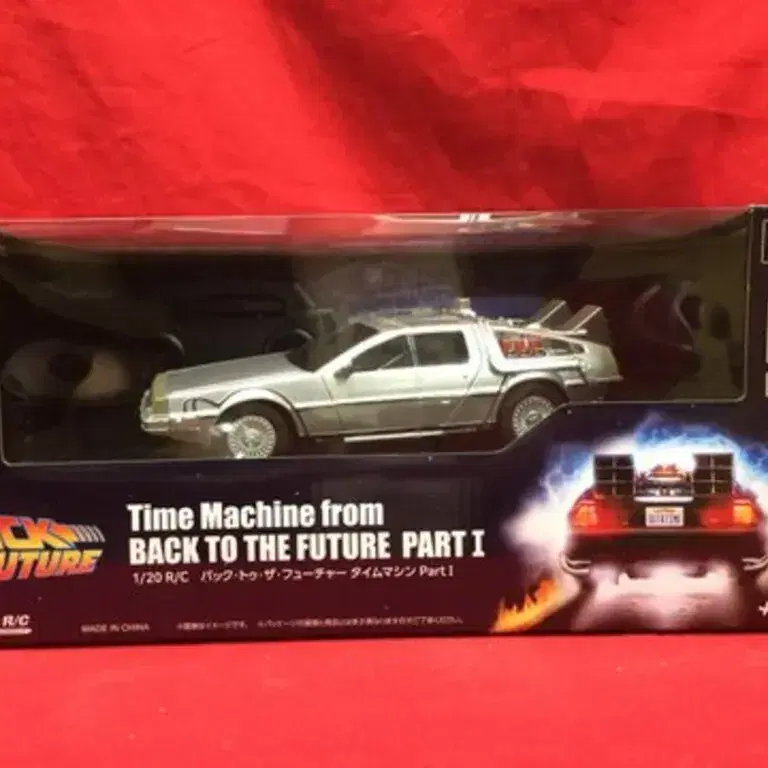 Time Machine from
BACK TO THE FUTURE PART I
CK
UTURE
1/20 R/C バック・トゥ・ザ・フューチャー タイムマシン Part I
R/C
MADE IN CHINA